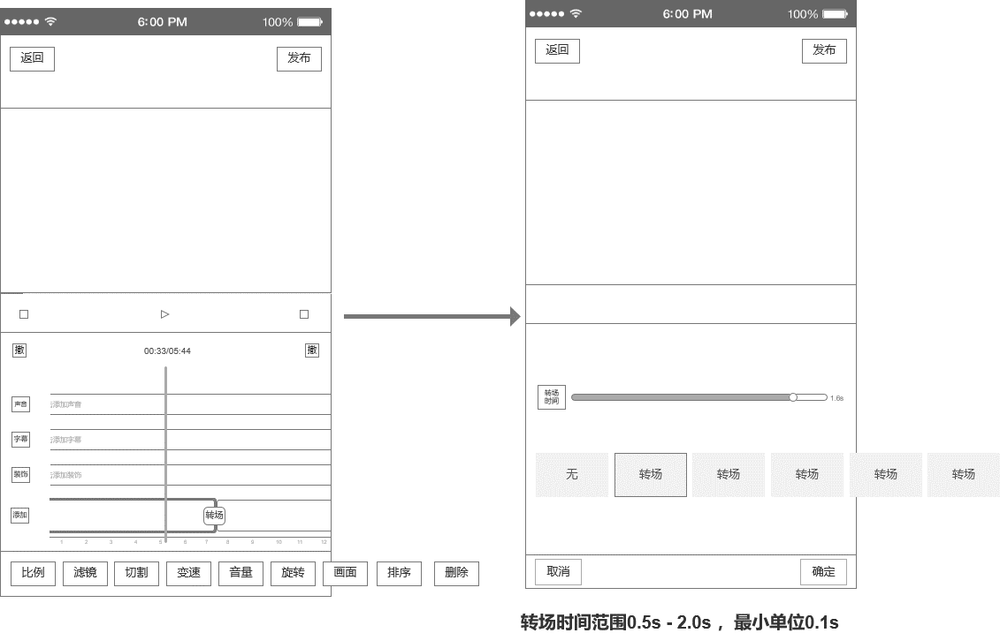 6:00 PM 100%
返回 发布
撤 00:33/05:44 撤
声音 添加声音
字幕 添加字幕
装饰 添加装饰
添加 转场
1 2 3 4 5 6 7 8 9 10 11 12
比例 滤镜 切割 变速 音量 旋转 画面 排序 删除
6:00 PM 100%
返回 发布
转场
时间 1.6s
无 转场 转场 转场 转场 转场
取消 确定
转场时间范围0.5s - 2.0s ，最小单位0.1s